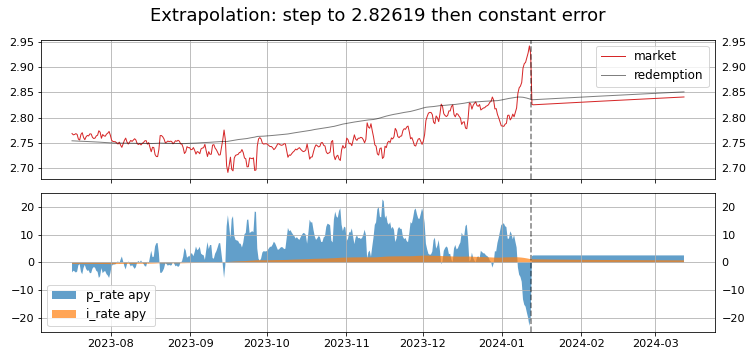 Extrapolation: step to 2.82619 then constant error
2.95 2.95
2.90 2.90
2.85 2.85
2.80 2.80
2.75 2.75
2.70 2.70
market
redemption
20 20
10 10
0 0
−10 −10
−20 −20
p_rate apy
i_rate apy
2023-08 2023-09 2023-10 2023-11 2023-12 2024-01 2024-02 2024-03